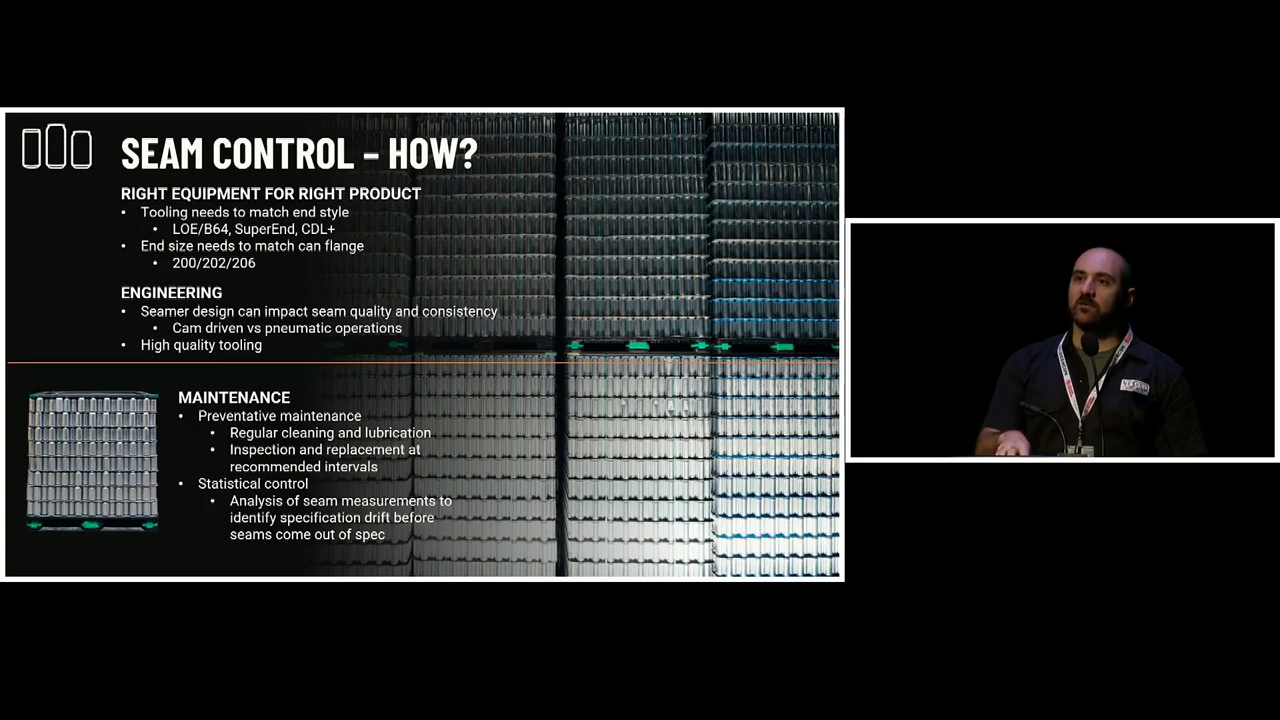 SEAM CONTROL – HOW?
RIGHT EQUIPMENT FOR RIGHT PRODUCT
• Tooling needs to match end style
• LOE/B64, SuperEnd, CDL+
• End size needs to match can flange
• 200/202/206
ENGINEERING
• Seamer design can impact seam quality and consistency
• Cam driven vs pneumatic operations
• High quality tooling
MAINTENANCE
• Preventative maintenance
• Regular cleaning and lubrication
• Inspection and replacement at
recommended intervals
• Statistical control
• Analysis of seam measurements to
identify specification drift before
seams come out of spec